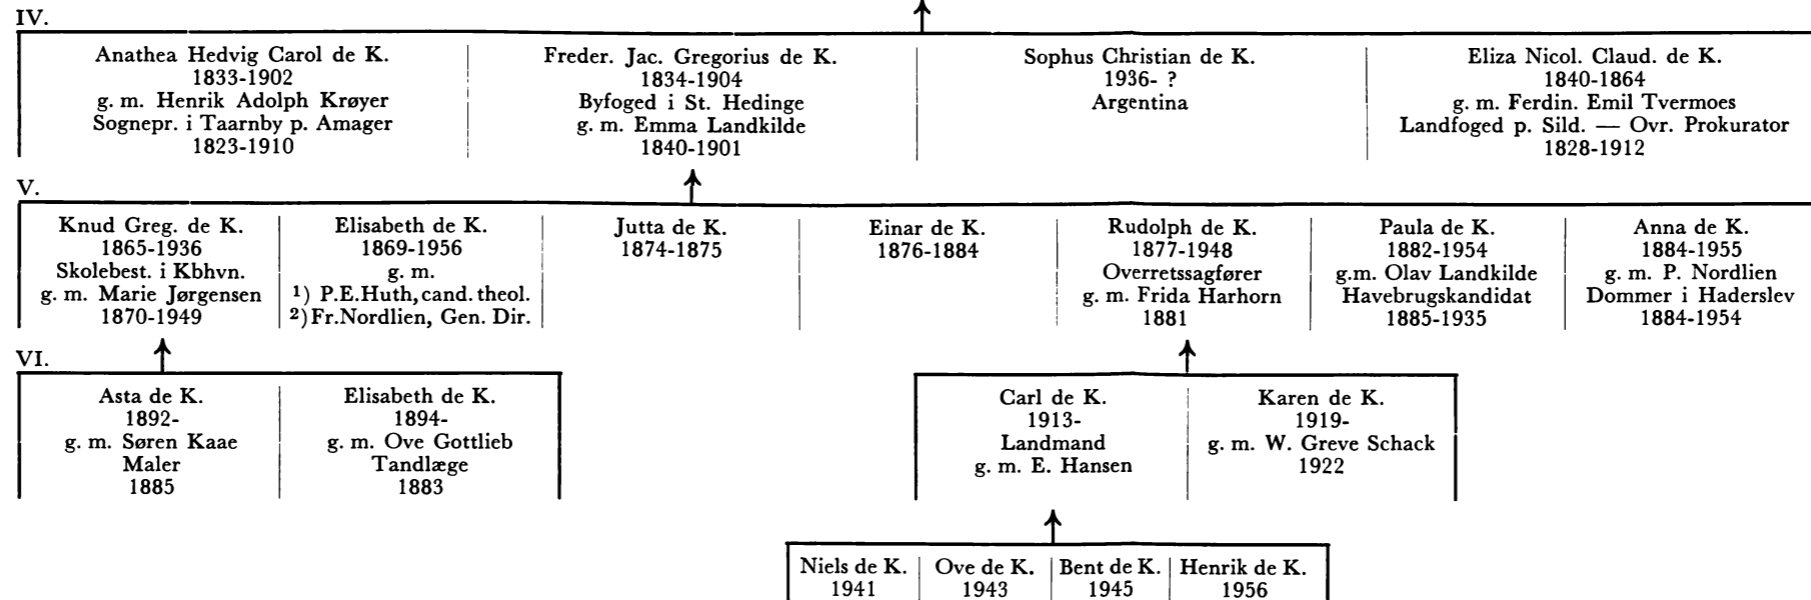 IV.
Anathea Hedvig Carol de K.
1833-1902
g. m. Henrik Adolph Krøyer
Sognepr. i Taarnby p. Amager
1823-1910
Freder. Jac. Gregorius de K.
1834-1904
Byfoged i St. Hedinge
g. m. Emma Landkilde
1840-1901
Sophus Christian de K.
1936- ?
Argentina
Eliza Nicol. Claud. de K.
1840-1864
g. m. Ferdin. Emil Tvermoes
Landfoged p. Sild. — Ovr. Prokurator
1828-1912
V.
Knud Greg. de K.
1865-1936
Skolebest. i Kbhvn.
g. m. Marie Jørgensen
1870-1949
Elisabeth de K.
1869-1956
g. m.
¹) P.E.Huth, cand. theol.
²) Fr.Nordlien, Gen. Dir.
Jutta de K.
1874-1875
Einar de K.
1876-1884
Rudolph de K.
1877-1948
Overretssagfører
g. m. Frida Harhorn
1881
Paula de K.
1882-1954
g.m. Olav Landkilde
Havebrugskandidat
1885-1935
Anna de K.
1884-1955
g. m. P. Nordlien
Dommer i Haderslev
1884-1954
VI.
Asta de K.
1892-
g. m. Søren Kaae
Maler
1885
Elisabeth de K.
1894-
g. m. Ove Gottlieb
Tandlæge
1883
Carl de K.
1913-
Landmand
g. m. E. Hansen
Karen de K.
1919-
g. m. W. Greve Schack
1922
Niels de K.
1941
Ove de K.
1943
Bent de K.
1945
Henrik de K.
1956